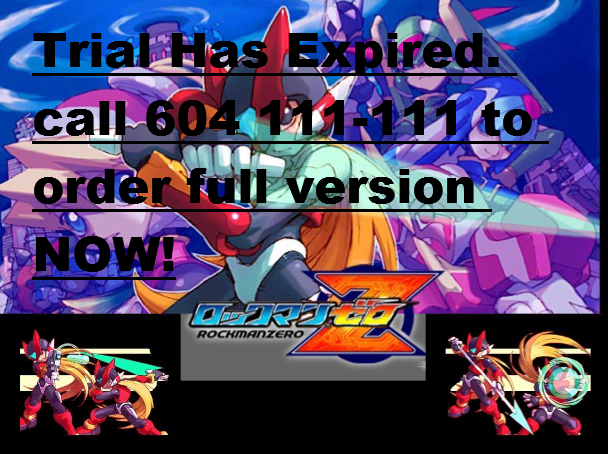 Trial Has Expired.
call 604 111-111 to
order full version
NOW!
ロックマンゼロ
ROCKMANZERO